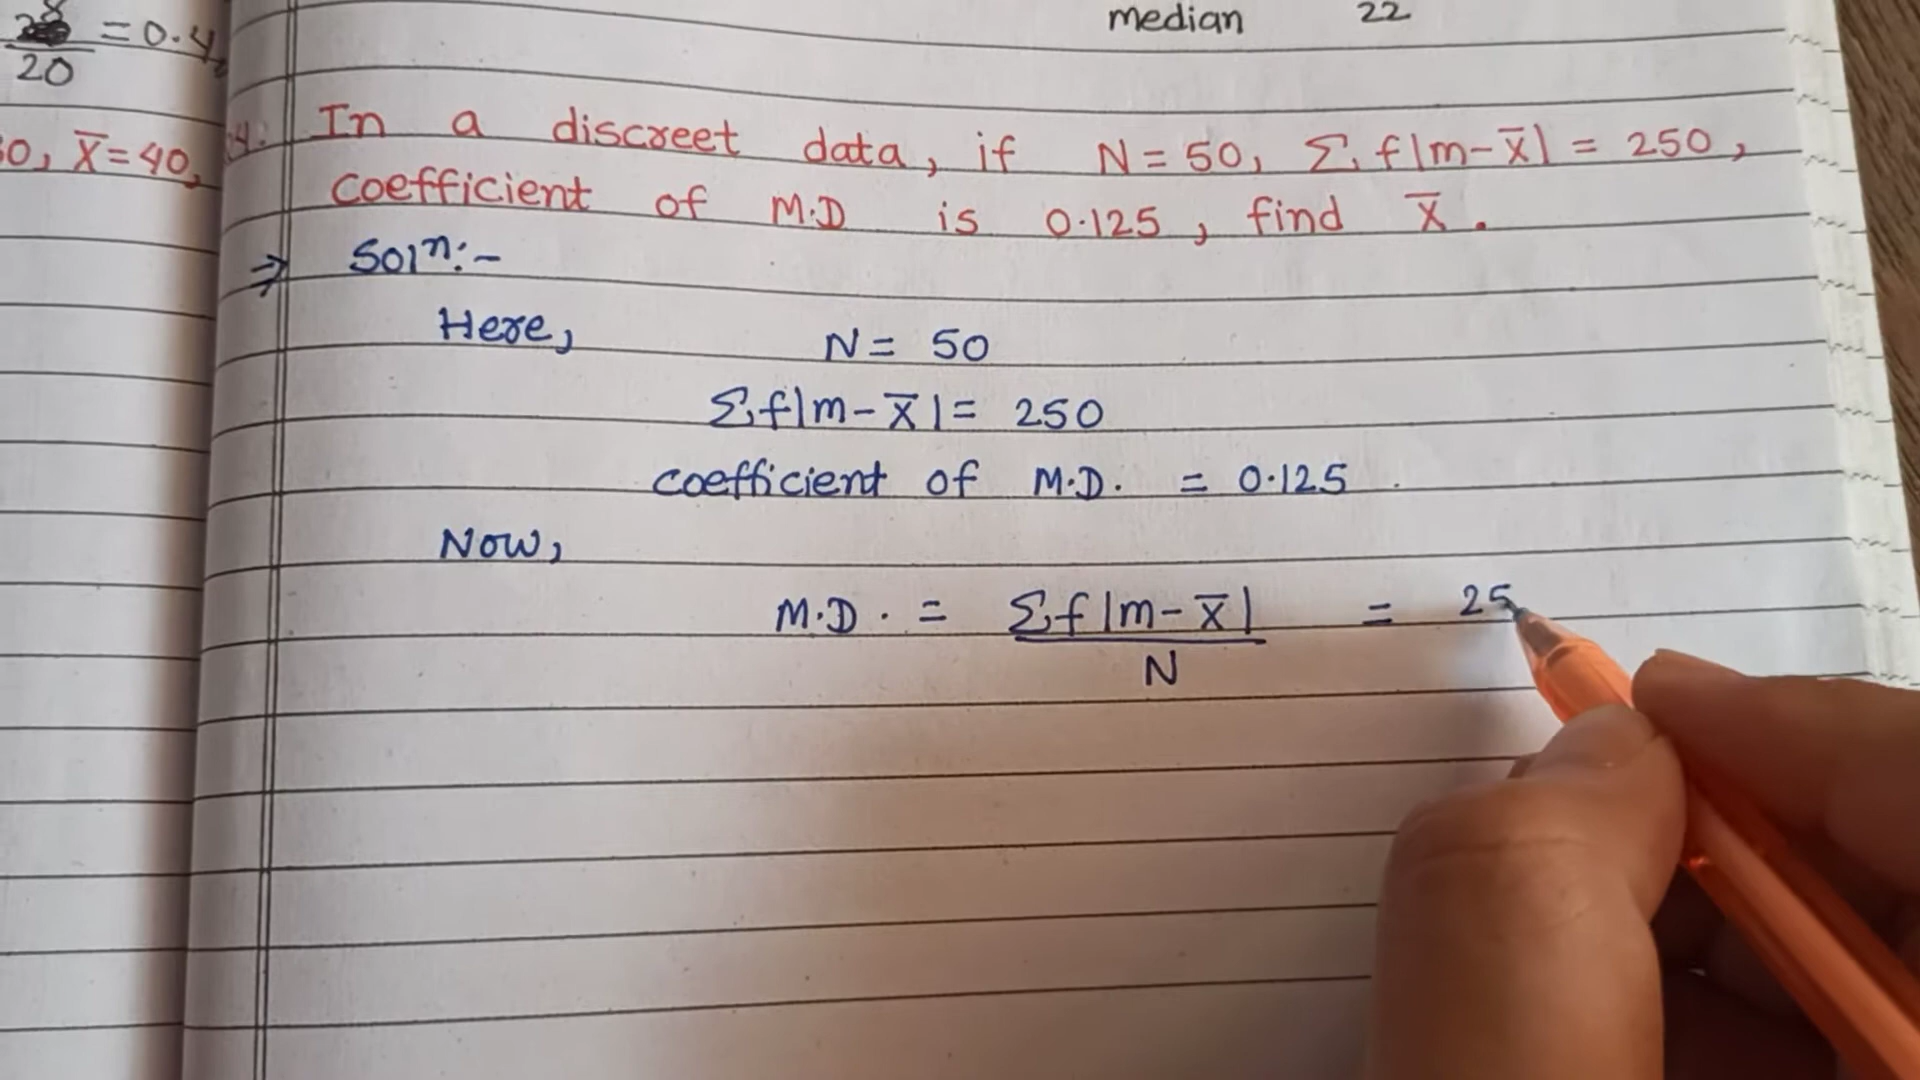 = 0.4
20
x̄ = 40,
median 22
4. In a discreet data, if N = 50, Σf|m-x̄| = 250,
coefficient of M.D is 0.125, find x̄.
⇒ Solⁿ:-
Here, N = 50
Σf|m-x̄| = 250
coefficient of M.D. = 0.125
Now,
M.D. = Σf|m-x̄| = 25
N